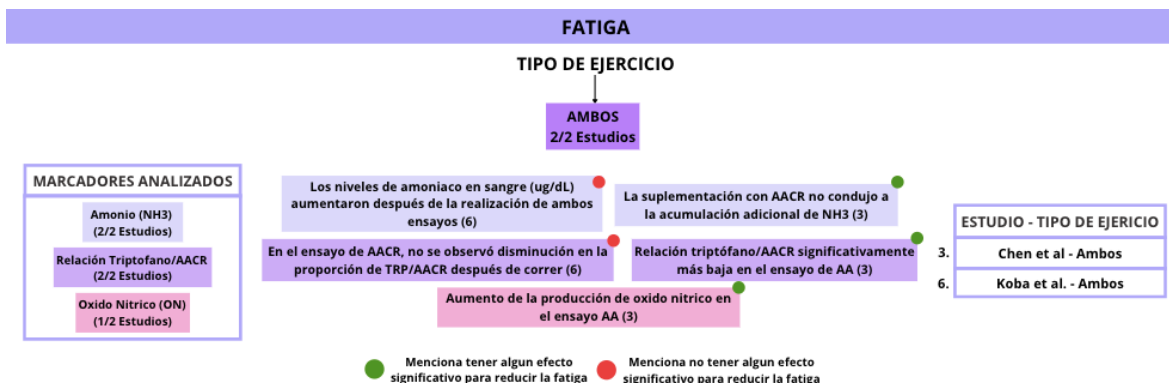 FATIGA
TIPO DE EJERCICIO
AMBOS
2/2 Estudios
MARCADORES ANALIZADOS
Amonio (NH3)
(2/2 Estudios)
Relación Triptofano/AACR
(2/2 Estudios)
Oxido Nitrico (ON)
(1/2 Estudios)
Los niveles de amoniaco en sangre (ug/dL)
aumentaron después de la realización de ambos
ensayos (6)
La suplementación con AACR no condujo a
la acumulación adicional de NH3 (3)
En el ensayo de AACR, no se observó disminución en la
proporción de TRP/AACR después de correr (6)
Relación triptófano/AACR significativamente
más baja en el ensayo de AA (3)
Aumento de la producción de oxido nitrico en
el ensayo AA (3)
ESTUDIO - TIPO DE EJERICIO
3. Chen et al - Ambos
6. Koba et al. - Ambos
Menciona tener algun efecto
significativo para reducir la fatiga
Menciona no tener algun efecto
significativo para reducir la fatiga